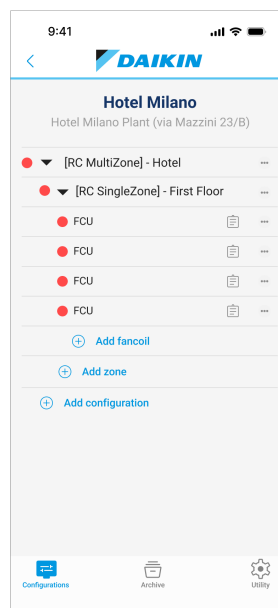 9:41
DAIKIN
Hotel Milano
Hotel Milano Plant (via Mazzini 23/B)
[RC MultiZone] - Hotel
[RC SingleZone] - First Floor
FCU
FCU
FCU
FCU
Add fancoil
Add zone
Add configuration
Configurations
Archive
Utility